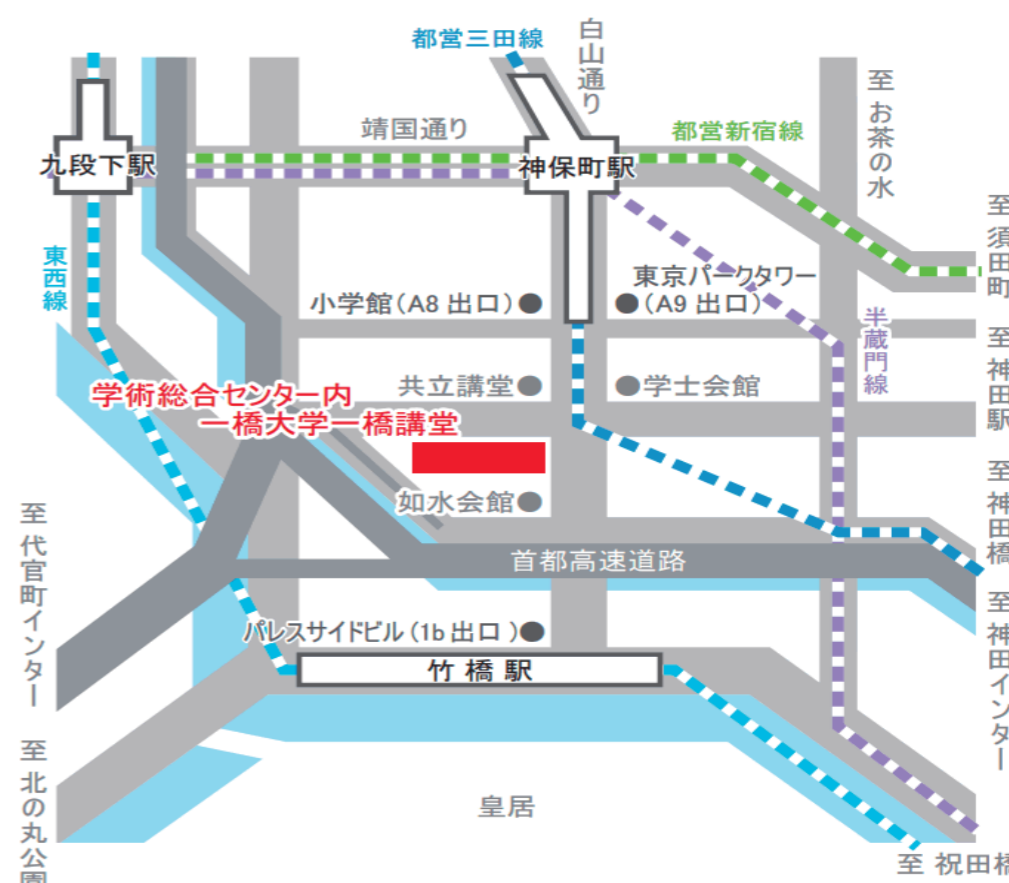 都営三田線
白山通り
至 お茶の水
靖国通り
都営新宿線
九段下駅
神保町駅
至 須田町
東西線
東京パークタワー
小学館(A8 出口)●
●(A9 出口)
半蔵門線
至 神田駅
共立講堂●
●学士会館
学術総合センター内
一橋大学一橋講堂
至 神田橋
如水会館●
至 代官町インター
首都高速道路
至 神田インター
パレスサイドビル(1b 出口 )●
竹橋駅
至 北の丸公園
皇居
至 祝田橋